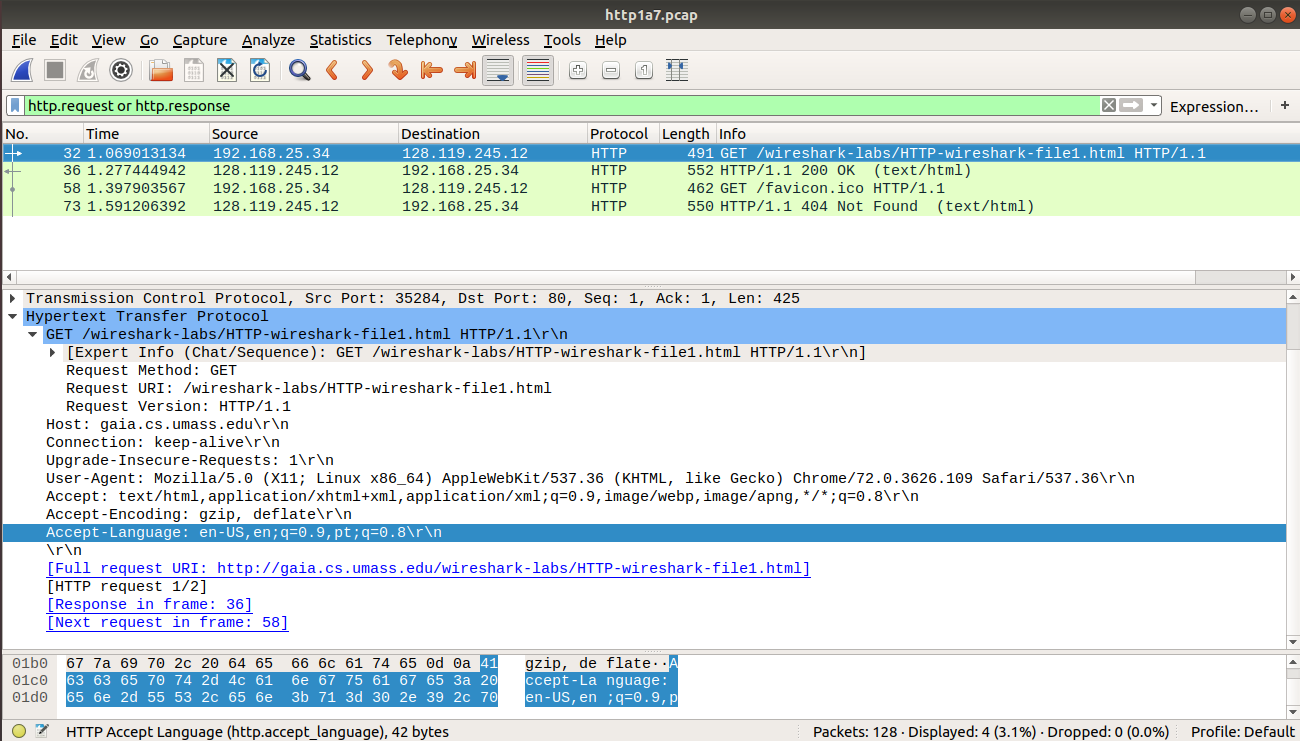 http1a7.pcap
File Edit View Go Capture Analyze Statistics Telephony Wireless Tools Help
http.request or http.response Expression… +
No. Time Source Destination Protocol Length Info
32 1.069013134 192.168.25.34 128.119.245.12 HTTP 491 GET /wireshark-labs/HTTP-wireshark-file1.html HTTP/1.1
36 1.277444942 128.119.245.12 192.168.25.34 HTTP 552 HTTP/1.1 200 OK (text/html)
58 1.397903567 192.168.25.34 128.119.245.12 HTTP 462 GET /favicon.ico HTTP/1.1
73 1.591206392 128.119.245.12 192.168.25.34 HTTP 550 HTTP/1.1 404 Not Found (text/html)
Transmission Control Protocol, Src Port: 35284, Dst Port: 80, Seq: 1, Ack: 1, Len: 425
Hypertext Transfer Protocol
GET /wireshark-labs/HTTP-wireshark-file1.html HTTP/1.1\r\n
[Expert Info (Chat/Sequence): GET /wireshark-labs/HTTP-wireshark-file1.html HTTP/1.1\r\n]
Request Method: GET
Request URI: /wireshark-labs/HTTP-wireshark-file1.html
Request Version: HTTP/1.1
Host: gaia.cs.umass.edu\r\n
Connection: keep-alive\r\n
Upgrade-Insecure-Requests: 1\r\n
User-Agent: Mozilla/5.0 (X11; Linux x86_64) AppleWebKit/537.36 (KHTML, like Gecko) Chrome/72.0.3626.109 Safari/537.36\r\n
Accept: text/html,application/xhtml+xml,application/xml;q=0.9,image/webp,image/apng,*/*;q=0.8\r\n
Accept-Encoding: gzip, deflate\r\n
Accept-Language: en-US,en;q=0.9,pt;q=0.8\r\n
\r\n
[Full request URI: http://gaia.cs.umass.edu/wireshark-labs/HTTP-wireshark-file1.html]
[HTTP request 1/2]
[Response in frame: 36]
[Next request in frame: 58]
01b0 67 7a 69 70 2c 20 64 65 66 6c 61 74 65 0d 0a 41 gzip, de flate··A
01c0 63 63 65 70 74 2d 4c 61 6e 67 75 61 67 65 3a 20 ccept-La nguage:
01d0 65 6e 2d 55 53 2c 65 6e 3b 71 3d 30 2e 39 2c 70 en-US,en ;q=0.9,p
HTTP Accept Language (http.accept_language), 42 bytes Packets: 128 · Displayed: 4 (3.1%) · Dropped: 0 (0.0%) Profile: Default